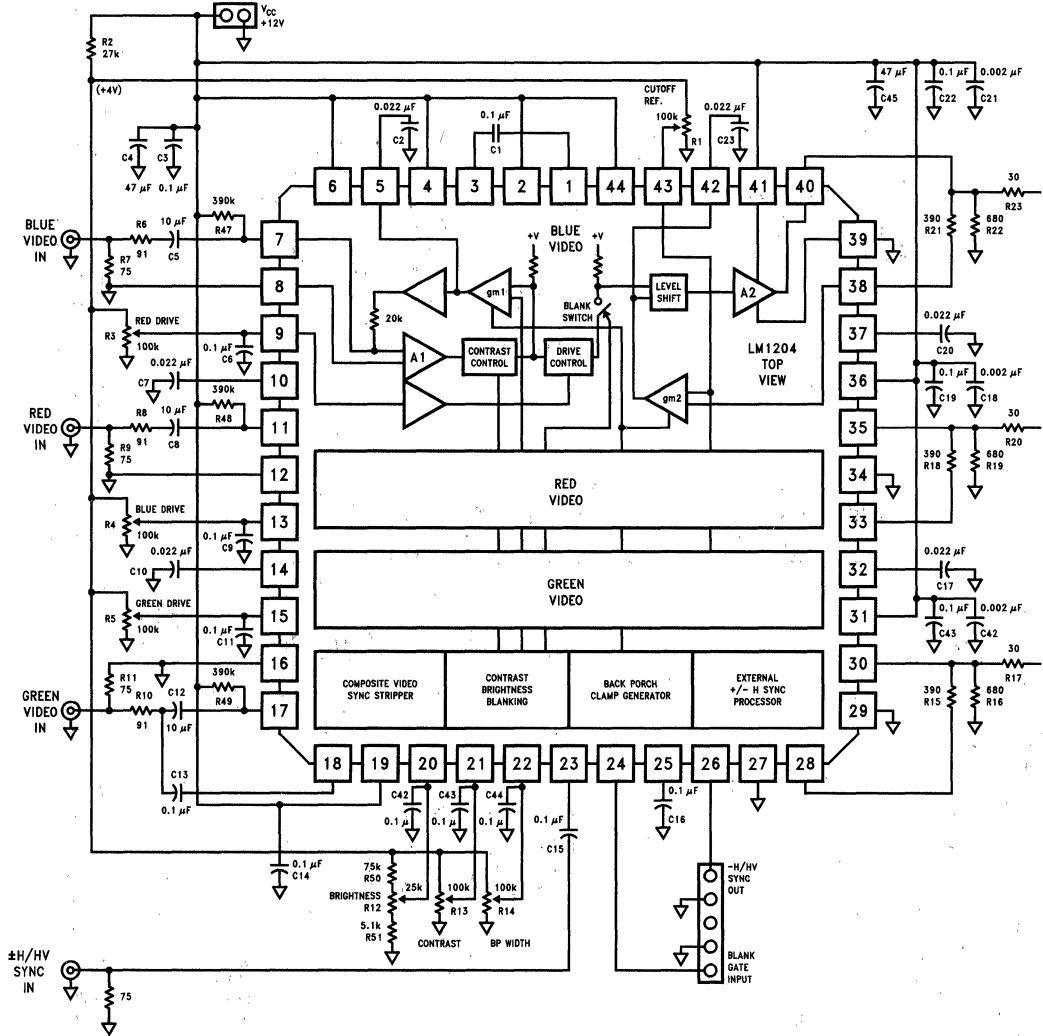 VCC
+12V
R2
27k
(+4V)
47 µF
C45
0.1 µF
C22
0.002 µF
C21
CUTOFF
REF.
100k
R1
0.022 µF
C2
0.1 µF
C1
0.022 µF
C23
C4
47 µF
C3
0.1 µF
6
5
4
3
2
1
44
43
42
41
40
30
R23
390
R21
680
R22
BLUE
VIDEO
IN
R6
91
10 µF
C5
390k
R47
R7
75
7
8
9
10
11
12
13
14
15
16
17
+V
BLUE
VIDEO
+V
gm1
20k
A1
CONTRAST
CONTROL
DRIVE
CONTROL
BLANK
SWITCH
LEVEL
SHIFT
A2
gm2
LM1204
TOP
VIEW
39
38
37
36
35
34
33
32
31
30
29
0.022 µF
C20
0.1 µF
C19
0.002 µF
C18
30
R20
390
R18
680
R19
0.022 µF
C17
0.1 µF
C43
0.002 µF
C42
30
R17
390
R15
680
R16
R3
100k
RED DRIVE
0.1 µF
C6
0.022 µF
C7
RED
VIDEO
IN
R8
91
10 µF
C8
390k
R48
R9
75
R4
100k
BLUE DRIVE
0.1 µF
C9
0.022 µF
C10
R5
100k
GREEN DRIVE
0.1 µF
C11
R11
75
GREEN
VIDEO
IN
R10
91
C12
10 µF
390k
R49
RED
VIDEO
GREEN
VIDEO
COMPOSITE VIDEO
SYNC STRIPPER
CONTRAST
BRIGHTNESS
BLANKING
BACK PORCH
CLAMP GENERATOR
EXTERNAL
+/- H SYNC
PROCESSOR
18
19
20
21
22
23
24
25
26
27
28
C13
0.1 µF
C42
0.1 µ
C43
0.1 µ
C44
0.1 µ
0.1 µF
C15
0.1 µF
C16
0.1 µF
C14
75k
R50
BRIGHTNESS
R12
25k
5.1k
R51
100k
R13
CONTRAST
100k
R14
BP WIDTH
-H/HV
SYNC
OUT
BLANK
GATE
INPUT
±H/HV
SYNC
IN
75